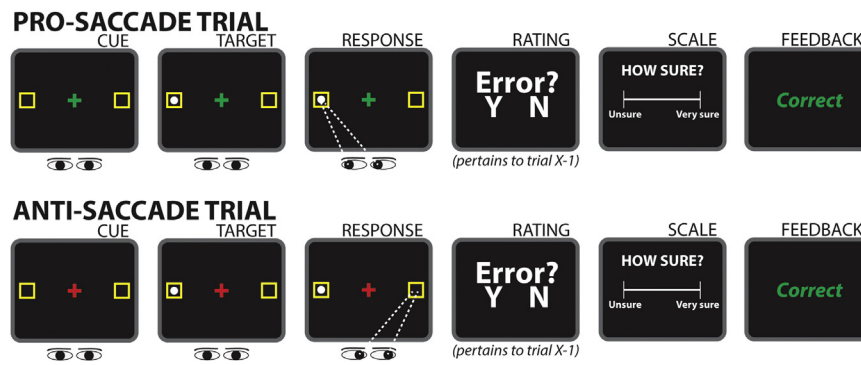 PRO-SACCADE TRIAL
CUE TARGET RESPONSE RATING SCALE FEEDBACK
Error?
Y N
HOW SURE?
Unsure Very sure
Correct
(pertains to trial X-1)
ANTI-SACCADE TRIAL
CUE TARGET RESPONSE RATING SCALE FEEDBACK
Error?
Y N
HOW SURE?
Unsure Very sure
Correct
(pertains to trial X-1)